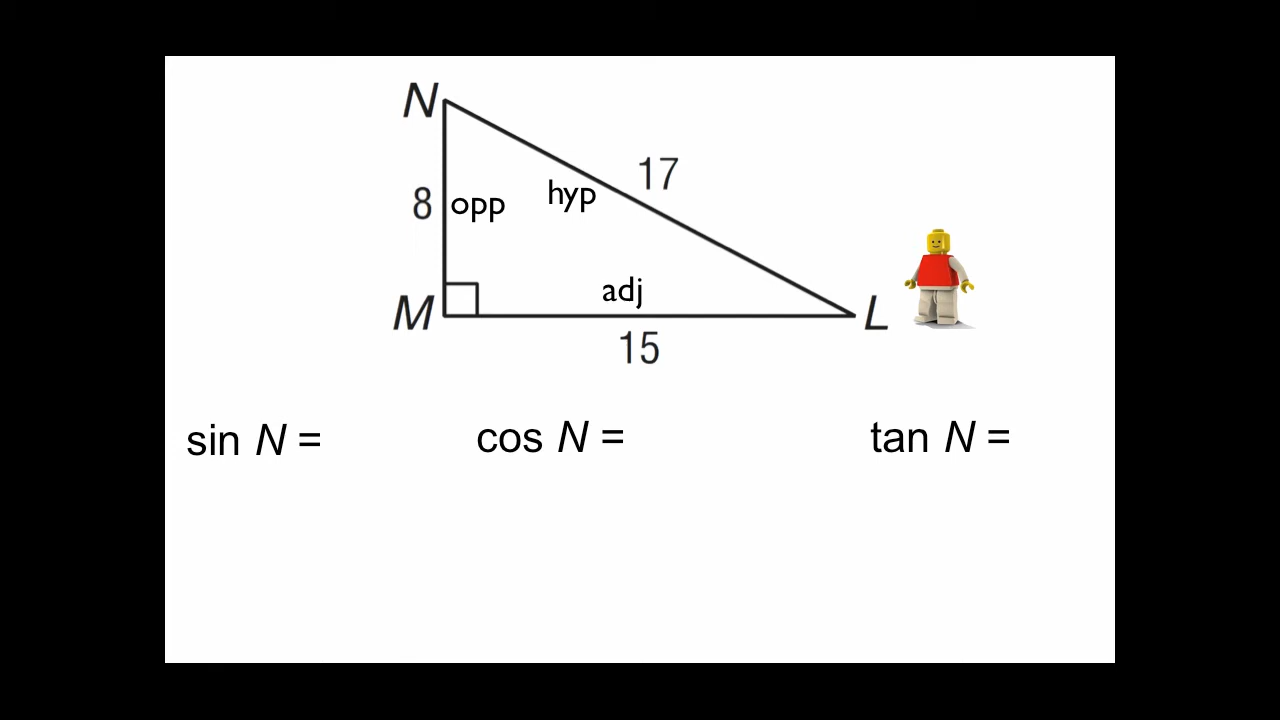 N
17
hyp
8 opp
adj
M
L
15
sin N = cos N = tan N =